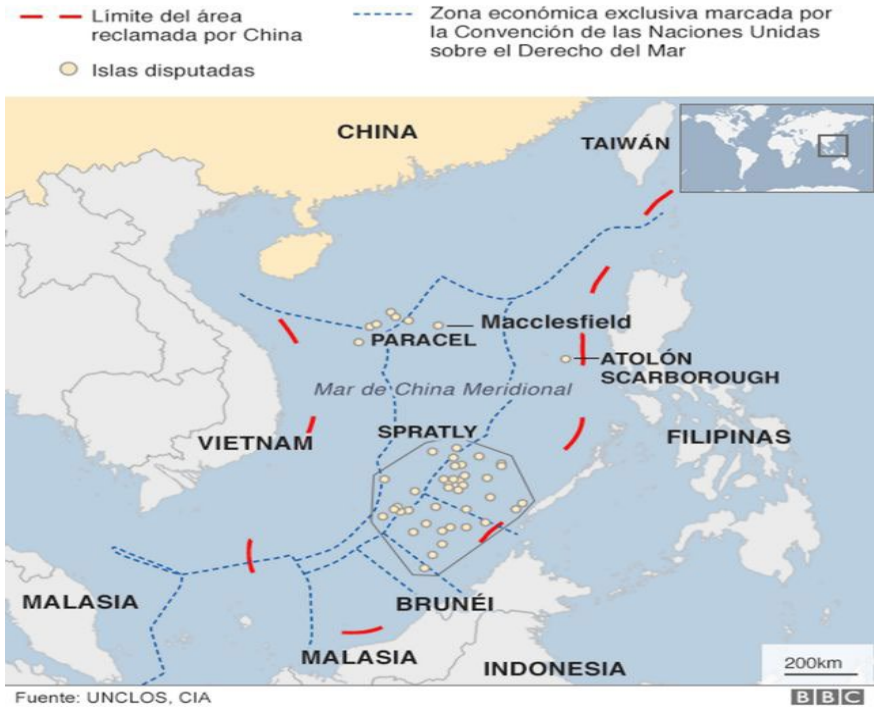 Límite del área
reclamada por China
Islas disputadas
Zona económica exclusiva marcada por
la Convención de las Naciones Unidas
sobre el Derecho del Mar
CHINA
TAIWÁN
Macclesfield
PARACEL
ATOLÓN
SCARBOROUGH
Mar de China Meridional
SPRATLY
VIETNAM
FILIPINAS
MALASIA
BRUNÉI
MALASIA
INDONESIA
200km
Fuente: UNCLOS, CIA
BBC